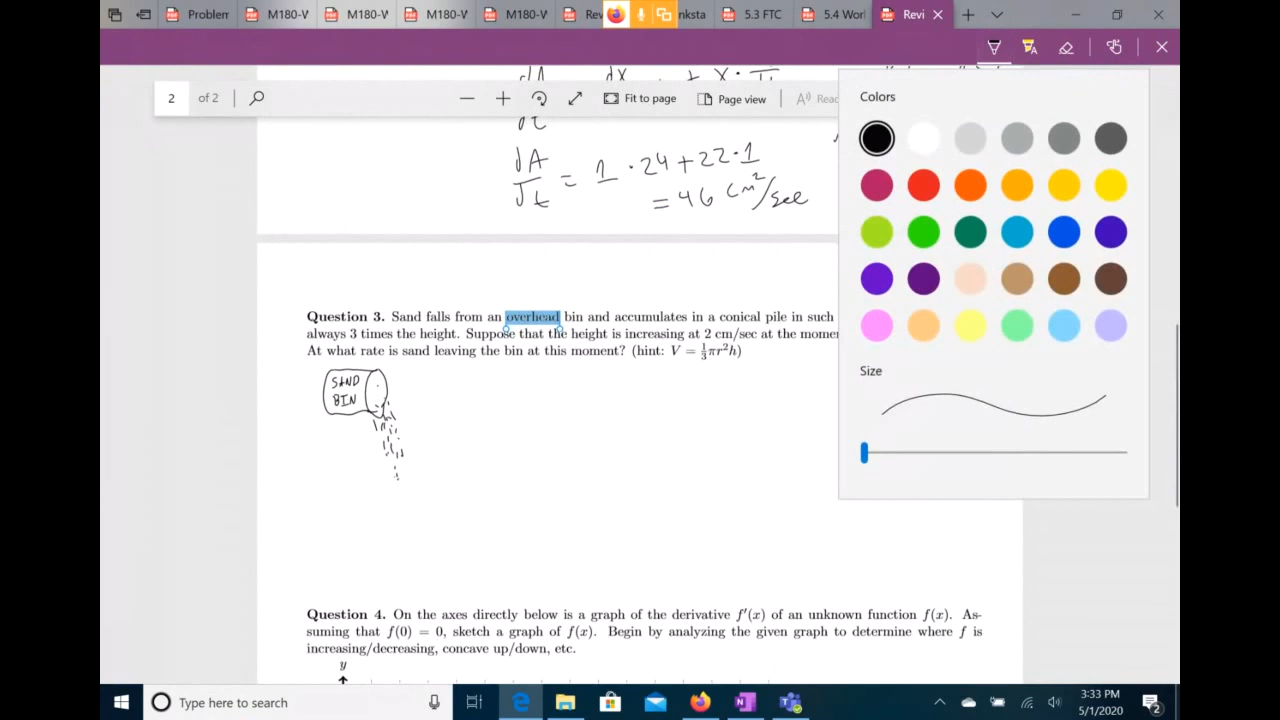 Problem M180-V M180-V M180-V M180-V Rev nksta 5.3 FTC 5.4 Worl Revi
2 of 2 Fit to page Page view Read
dA dx + x ·
dt
dA/dt = 1 · 24 + 22 · 1
= 46 cm²/sec
Colors
Question 3. Sand falls from an overhead bin and accumulates in a conical pile in such
always 3 times the height. Suppose that the height is increasing at 2 cm/sec at the mome
At what rate is sand leaving the bin at this moment? (hint: V = ⅓πr²h)
SAND
BIN
Size
Question 4. On the axes directly below is a graph of the derivative f′(x) of an unknown function f(x). As-
suming that f(0) = 0, sketch a graph of f(x). Begin by analyzing the given graph to determine where f is
increasing/decreasing, concave up/down, etc.
y
Type here to search
3:33 PM
5/1/2020
2